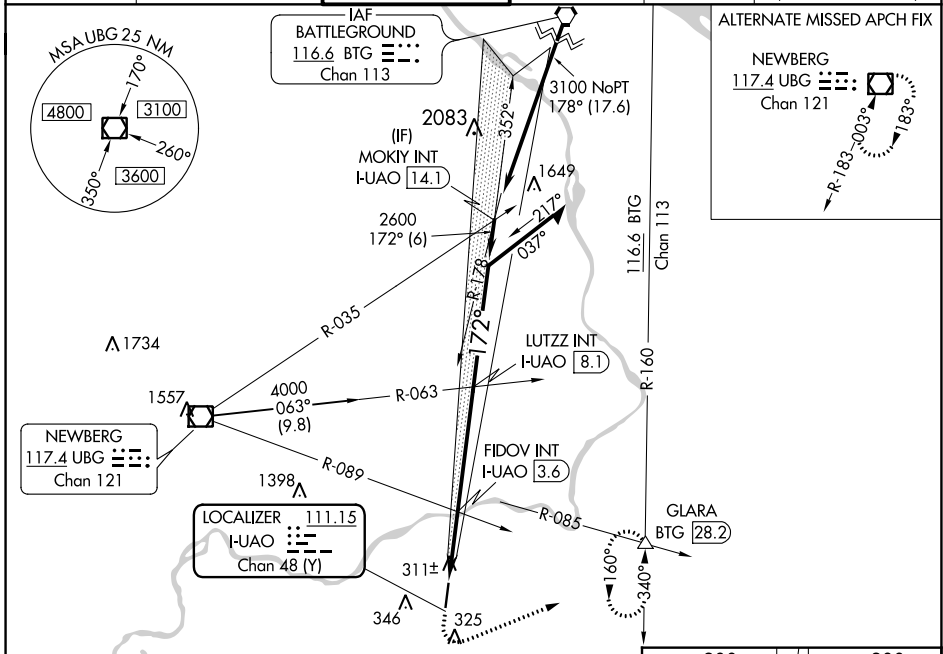 MSA UBG 25 NM
170°
4800
3100
260°
350°
3600
IAF
BATTLEGROUND
116.6 BTG
Chan 113
3100 NoPT
178° (17.6)
ALTERNATE MISSED APCH FIX
NEWBERG
117.4 UBG
Chan 121
R-183
003°
183°
2083
352°
(IF)
MOKIY INT
I-UAO 14.1
1649
217°
037°
2600
172° (6)
R-178
116.6 BTG
Chan 113
R-035
172°
1734
LUTZZ INT
I-UAO 8.1
R-160
1557
4000
063°
(9.8)
R-063
NEWBERG
117.4 UBG
Chan 121
R-089
FIDOV INT
I-UAO 3.6
1398
LOCALIZER 111.15
I-UAO
Chan 48 (Y)
R-085
GLARA
BTG 28.2
311±
160°
340°
346
325